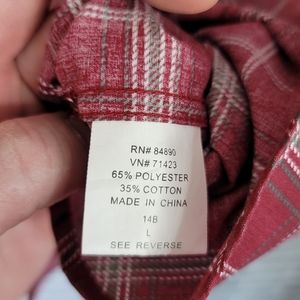 RN# 84890
VN# 71423
65% POLYESTER
35% COTTON
MADE IN CHINA
14B
L
SEE REVERSE